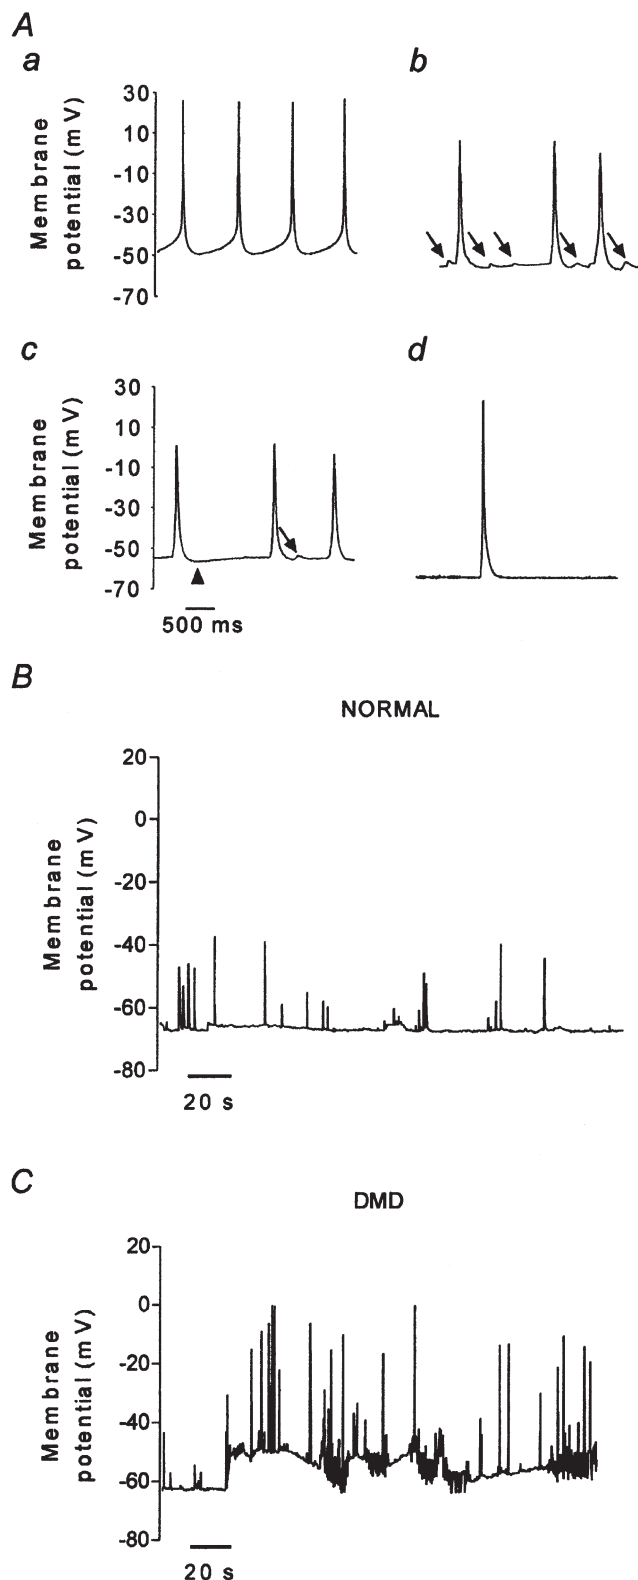 A
a
b
Membrane
potential (mV)
30
10
-10
-30
-50
-70
c
d
Membrane
potential (mV)
30
10
-10
-30
-50
-70
500 ms
B
NORMAL
Membrane
potential (mV)
20
0
-20
-40
-60
-80
20 s
C
DMD
Membrane
potential (mV)
20
0
-20
-40
-60
-80
20 s